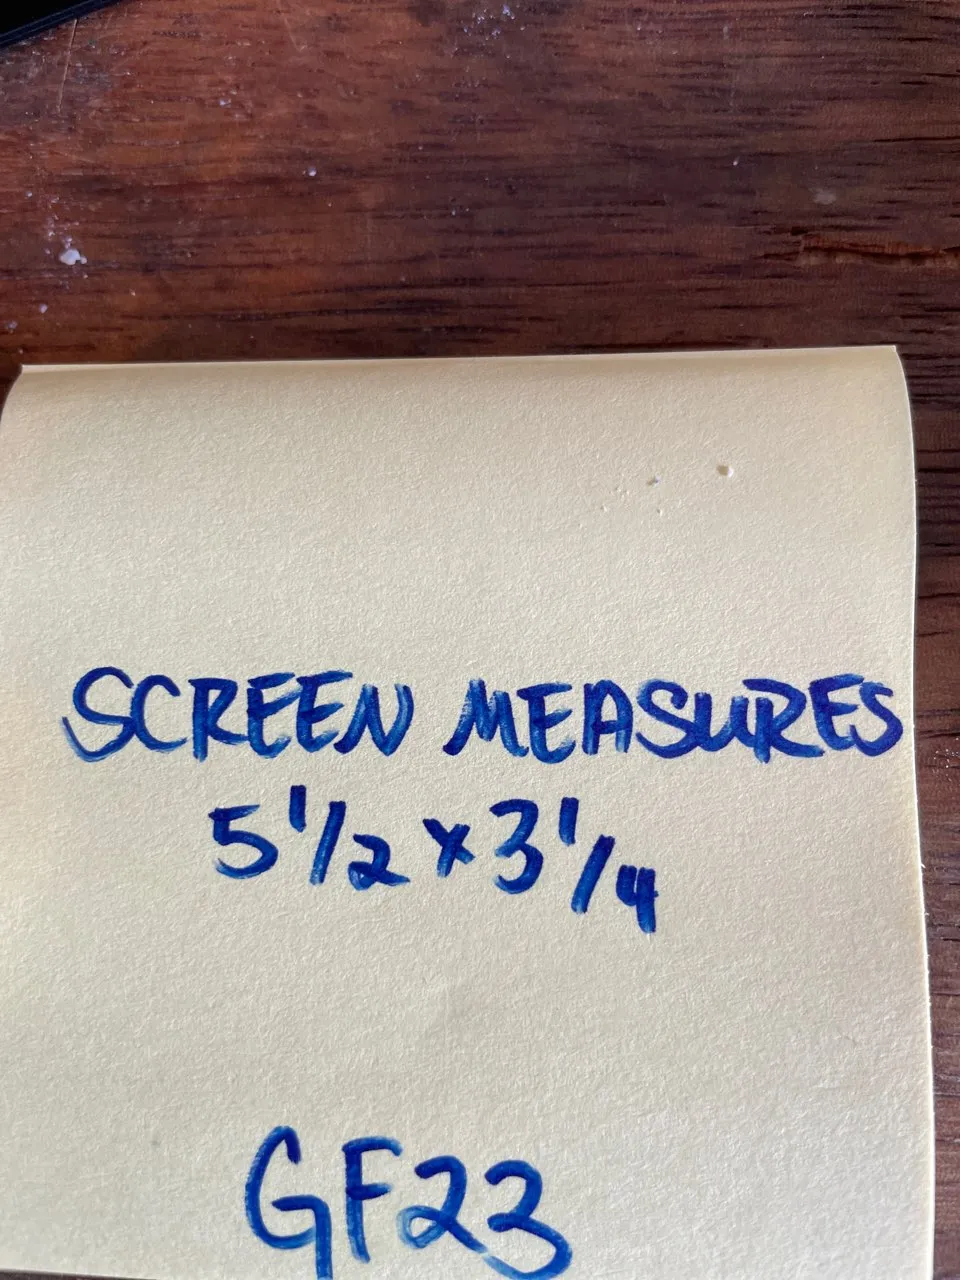 SCREEN MEASURES
5 1/2 x 3 1/4
GF23